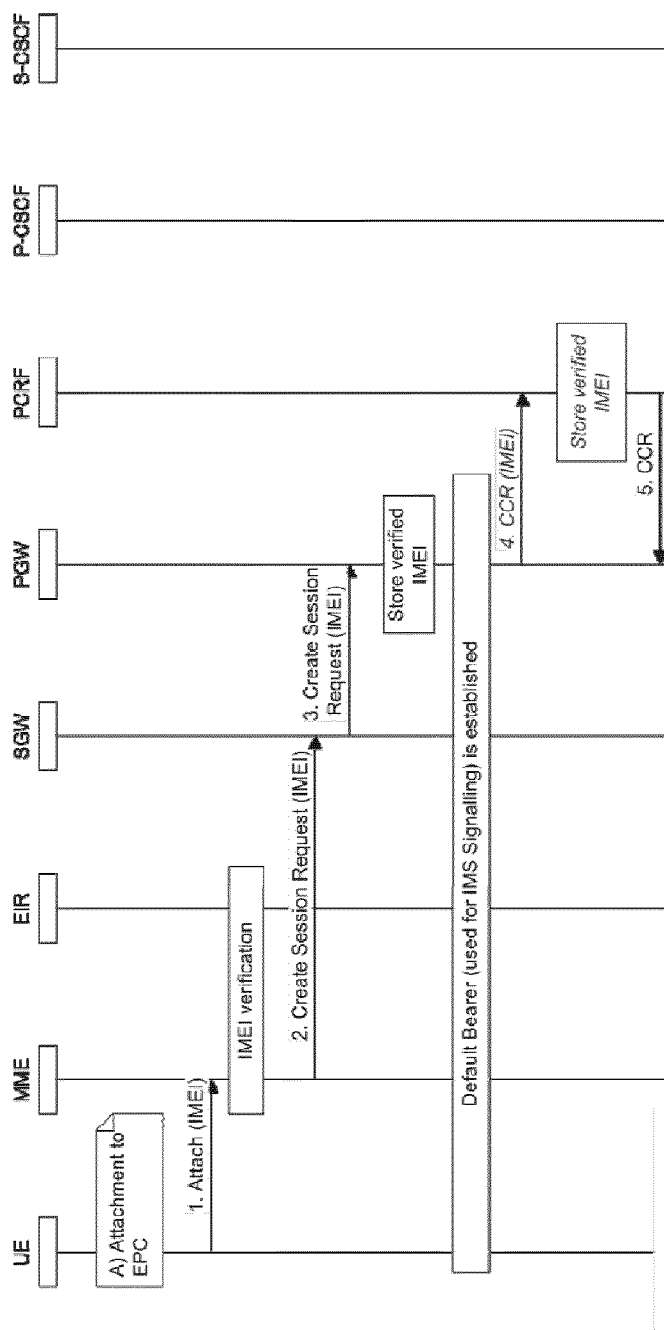 UE
MME
EIR
SGW
PGW
PCRF
P-CSCF
S-CSCF
A) Attachment to
EPC
1. Attach (IMEI)
IMEI verification
2. Create Session Request (IMEI)
3. Create Session
Request (IMEI)
Store verified
IMEI
Default Bearer (used for IMS Signalling) is established
4. CCR (IMEI)
Store verified
IMEI
5. CCR